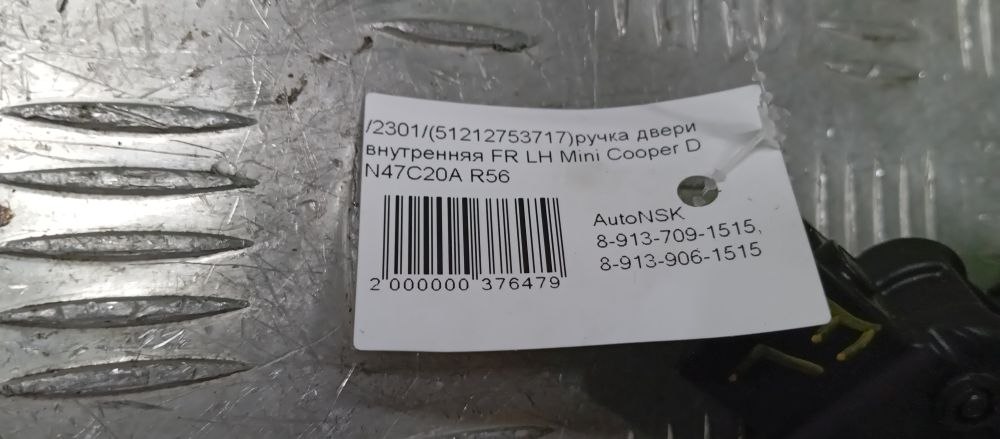 /2301/(51212753717)ручка двери
внутренняя FR LH Mini Cooper D
N47C20A R56
AutoNSK
8-913-709-1515,
8-913-906-1515
2 000000 376479